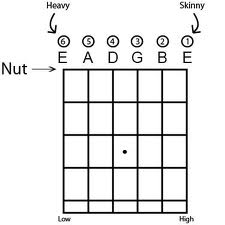 Heavy Skinny
6 5 4 3 2 1
E A D G B E
Nut
Low High